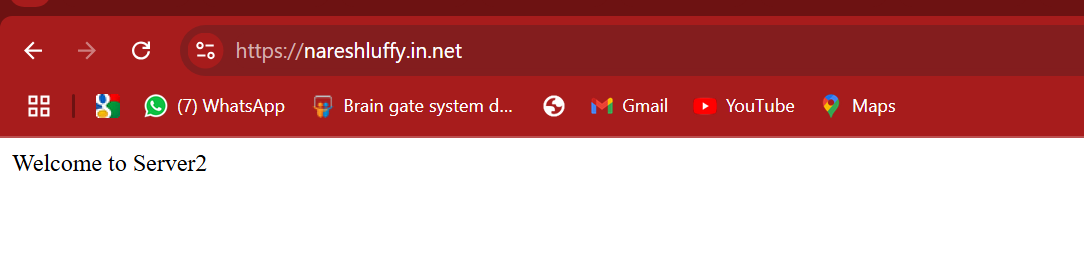 https://nareshluffy.in.net
(7) WhatsApp Brain gate system d... Gmail YouTube Maps
Welcome to Server2